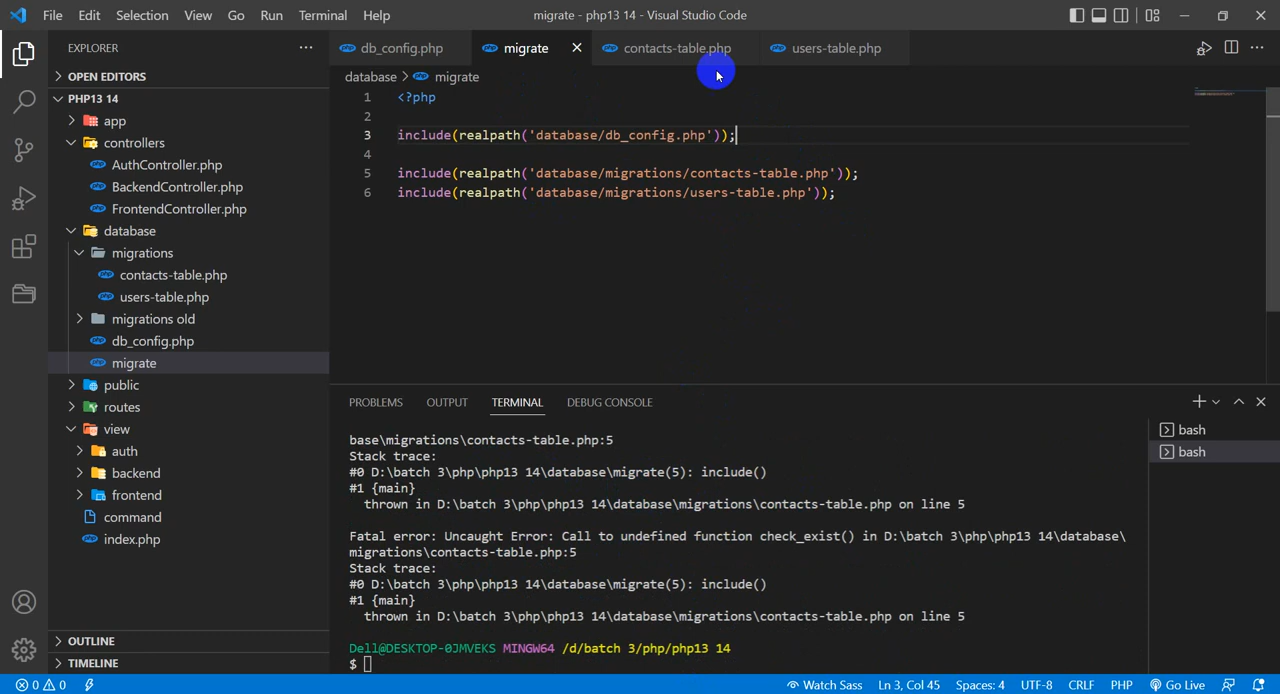 File Edit Selection View Go Run Terminal Help
migrate - php13 14 - Visual Studio Code
EXPLORER
OPEN EDITORS
PHP13 14
app
controllers
AuthController.php
BackendController.php
FrontendController.php
database
migrations
contacts-table.php
users-table.php
migrations old
db_config.php
migrate
public
routes
view
auth
backend
frontend
command
index.php
OUTLINE
TIMELINE
db_config.php
migrate
contacts-table.php
users-table.php
database > migrate
1 <?php
2
3 include(realpath('database/db_config.php'));
4
5 include(realpath('database/migrations/contacts-table.php'));
6 include(realpath('database/migrations/users-table.php'));
PROBLEMS OUTPUT TERMINAL DEBUG CONSOLE
base\migrations\contacts-table.php:5
Stack trace:
#0 D:\batch 3\php\php13 14\database\migrate(5): include()
#1 {main}
thrown in D:\batch 3\php\php13 14\database\migrations\contacts-table.php on line 5
Fatal error: Uncaught Error: Call to undefined function check_exist() in D:\batch 3\php\php13 14\database\
migrations\contacts-table.php:5
Stack trace:
#0 D:\batch 3\php\php13 14\database\migrate(5): include()
#1 {main}
thrown in D:\batch 3\php\php13 14\database\migrations\contacts-table.php on line 5
Dell@DESKTOP-0JMVEKS MINGW64 /d/batch 3/php/php13 14
$
bash
bash
0 0
Watch Sass
Ln 3, Col 45
Spaces: 4
UTF-8
CRLF
PHP
Go Live